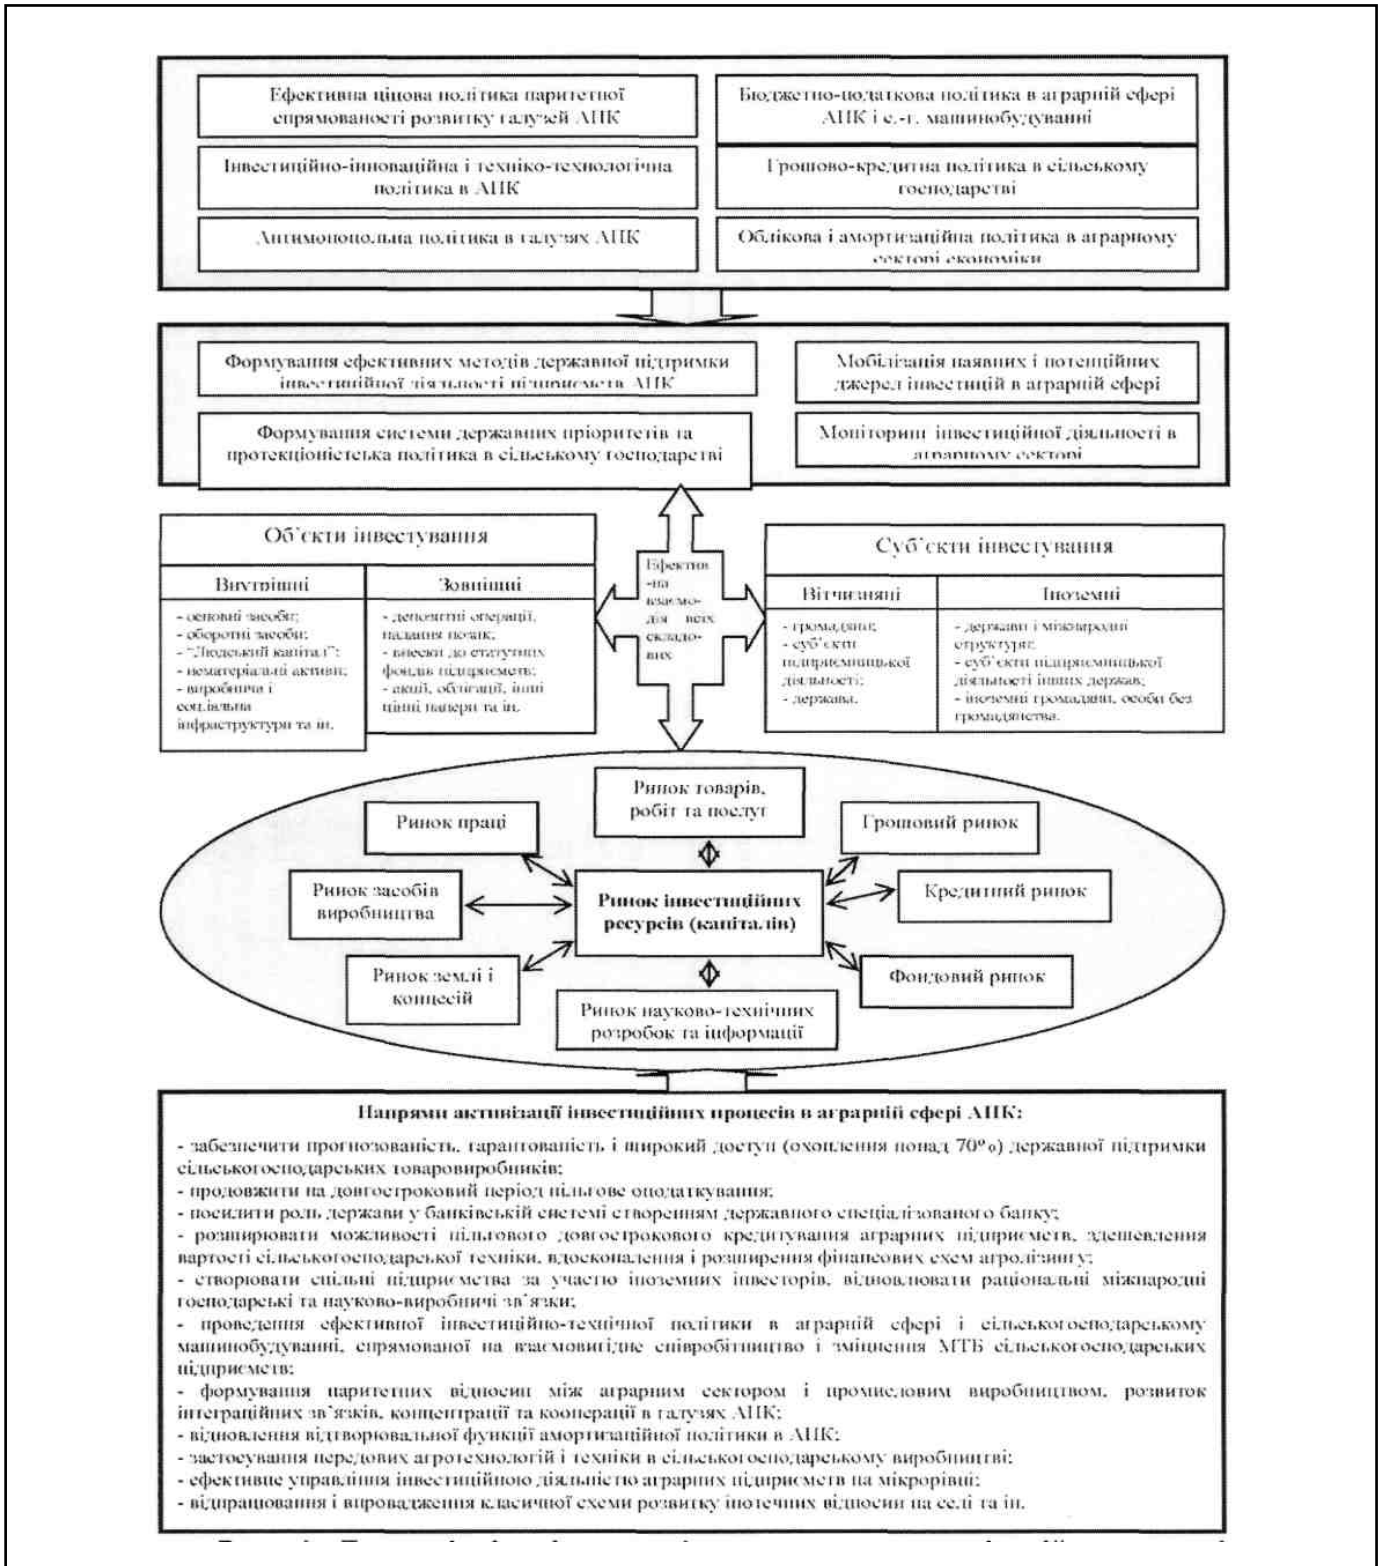 Ефективна цінова політика паритетної
спрямованості розвитку галузей АПК
Бюджетно-податкова політика в аграрній сфері
АПК і с.-г. машинобудуванні
Інвестиційно-інноваційна і техніко-технологічна
політика в АПК
Грошово-кредитна політика в сільському
господарстві
Антимонопольна політика в галузях АПК
Облікова і амортизаційна політика в аграрному
секторі економіки
Формування ефективних методів державної підтримки
інвестиційної діяльності підприємств АПК
Мобілізація наявних і потенційних
джерел інвестицій в аграрній сфері
Формування системи державних пріоритетів та
протекціоністська політика в сільському господарстві
Моніторинг інвестиційної діяльності в
аграрному секторі
Об`єкти інвестування
Внутрішні
- основні засоби;
- оборотні засоби;
- "Людський капітал";
- нематеріальні активи;
- виробнича і
соціальна
інфраструктури та ін.
Зовнішні
- депозитні операції,
надання позик;
- внески до статутних
фондів підприємств;
- акції, облігації, інші
цінні папери та ін.
Ефектив
-на
взаємо-
дія всіх
складо-
вих
Суб`єкти інвестування
Вітчизняні
- громадяни;
- суб`єкти
підприємницької
діяльності;
- держава.
Іноземні
- держави і міжнародні
структури;
- суб`єкти підприємницької
діяльності інших держав;
- іноземні громадяни, особи без
громадянства.
Ринок товарів,
робіт та послуг
Ринок праці
Грошовий ринок
Ринок засобів
виробництва
Ринок інвестиційних
ресурсів (капіталів)
Кредитний ринок
Ринок землі і
концесій
Фондовий ринок
Ринок науково-технічних
розробок та інформації
Напрями активізації інвестиційних процесів в аграрній сфері АПК:
- забезпечити прогнозованість, гарантованість і широкий доступ (охоплення понад 70%) державної підтримки
сільськогосподарських товаровиробників;
- продовжити на довгостроковий період пільгове оподаткування;
- посилити роль держави у банківській системі створенням державного спеціалізованого банку;
- розширювати можливості пільгового довгострокового кредитування аграрних підприємств, здешевлення
вартості сільськогосподарської техніки, вдосконалення і розширення фінансових схем агролізингу;
- створювати спільні підприємства за участю іноземних інвесторів, відновлювати раціональні міжнародні
господарські та науково-виробничі зв`язки;
- проведення ефективної інвестиційно-технічної політики в аграрній сфері і сільськогосподарському
машинобудуванні, спрямованої на взаємовигідне співробітництво і зміцнення МТБ сільськогосподарських
підприємств;
- формування паритетних відносин між аграрним сектором і промисловим виробництвом, розвиток
інтеграційних зв`язків, концентрації та кооперації в галузях АПК;
- відновлення відтворювальної функції амортизаційної політики в АПК;
- застосування передових агротехнологій і техніки в сільськогосподарському виробництві;
- ефективне управління інвестиційною діяльністю аграрних підприємств на мікрорівні;
- відпрацювання і впровадження класичної схеми розвитку іпотечних відносин на селі та ін.